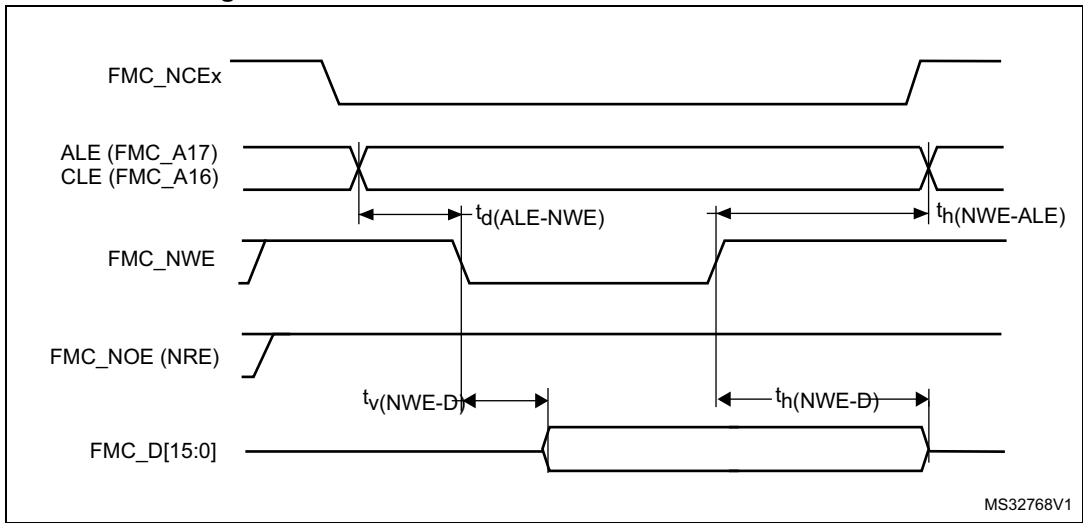 FMC_NCEx
ALE (FMC_A17)
CLE (FMC_A16)
td(ALE-NWE)
th(NWE-ALE)
FMC_NWE
FMC_NOE (NRE)
tv(NWE-D)
th(NWE-D)
FMC_D[15:0]
MS32768V1